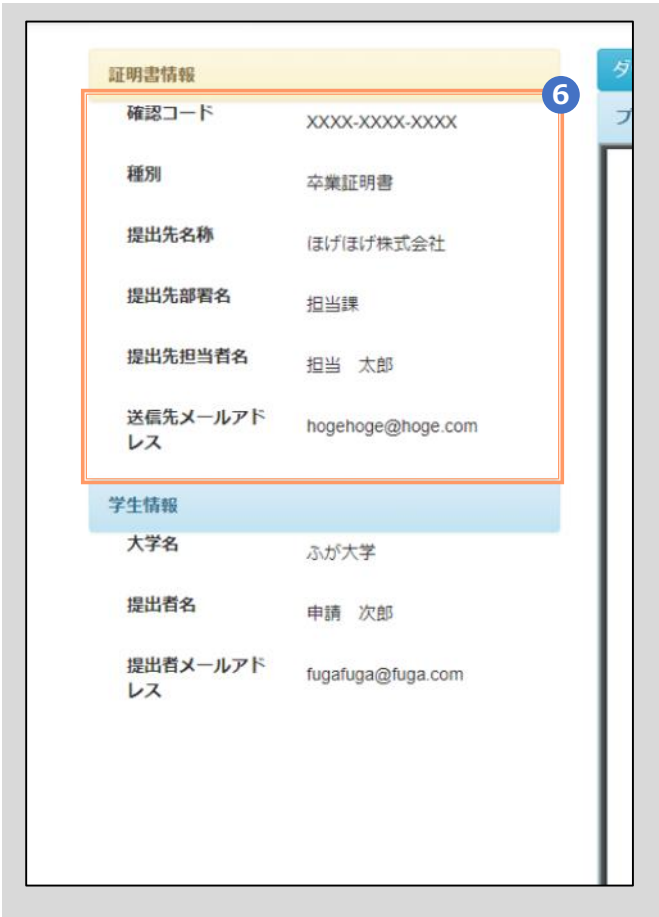 証明書情報
ダ
6
プ
確認コード
XXXX-XXXX-XXXX
種別
卒業証明書
提出先名称
ほげほげ株式会社
提出先部署名
担当課
提出先担当者名
担当　太郎
送信先メールアド
レス
hogehoge@hoge.com
学生情報
大学名
ふが大学
提出者名
申請　次郎
提出者メールアド
レス
fugafuga@fuga.com